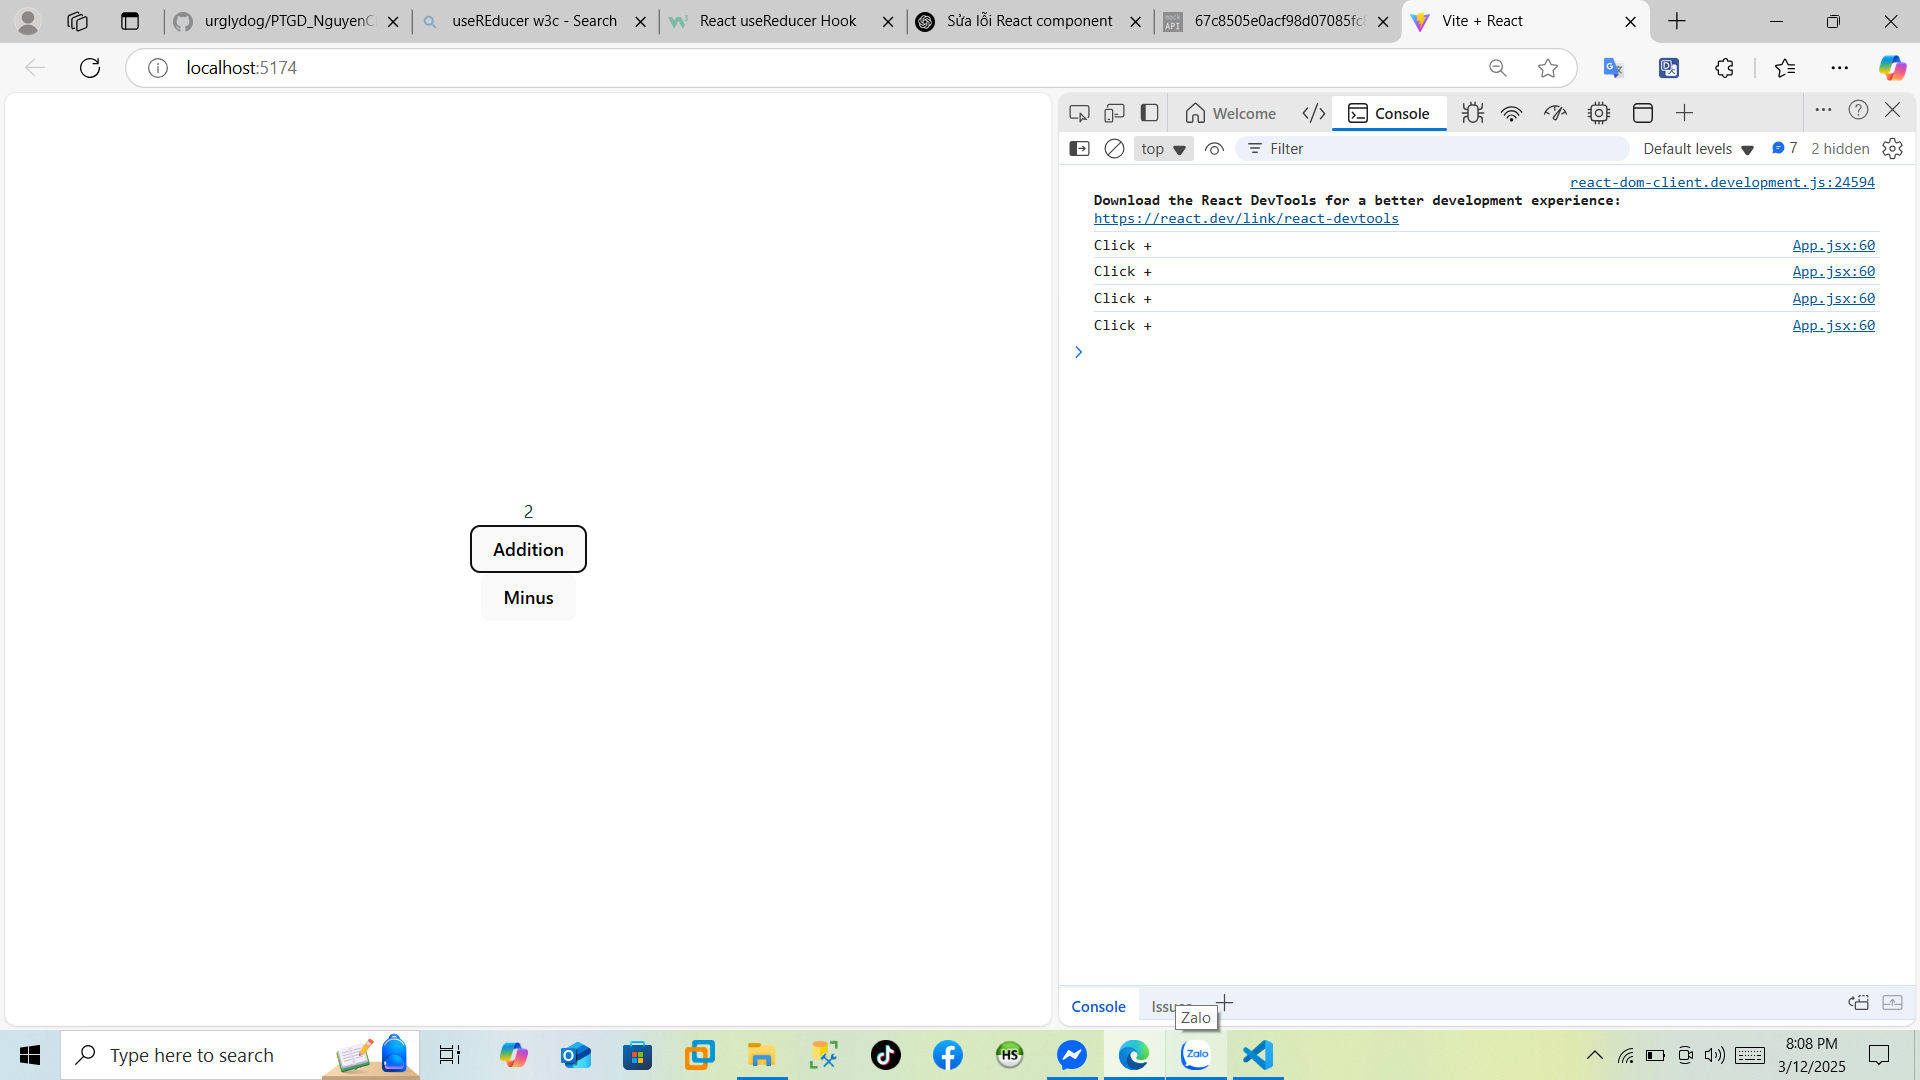 urglydog/PTGD_NguyenC
useREducer w3c - Search
React useReducer Hook
Sửa lỗi React component
67c8505e0acf98d07085fc
Vite + React
localhost:5174
Welcome
Console
top
Filter
Default levels
7
2 hidden
react-dom-client.development.js:24594
Download the React DevTools for a better development experience:
https://react.dev/link/react-devtools
Click +
App.jsx:60
Click +
App.jsx:60
Click +
App.jsx:60
Click +
App.jsx:60
2
Addition
Minus
Console
Zalo
Type here to search
HS
Zalo
8:08 PM
3/12/2025